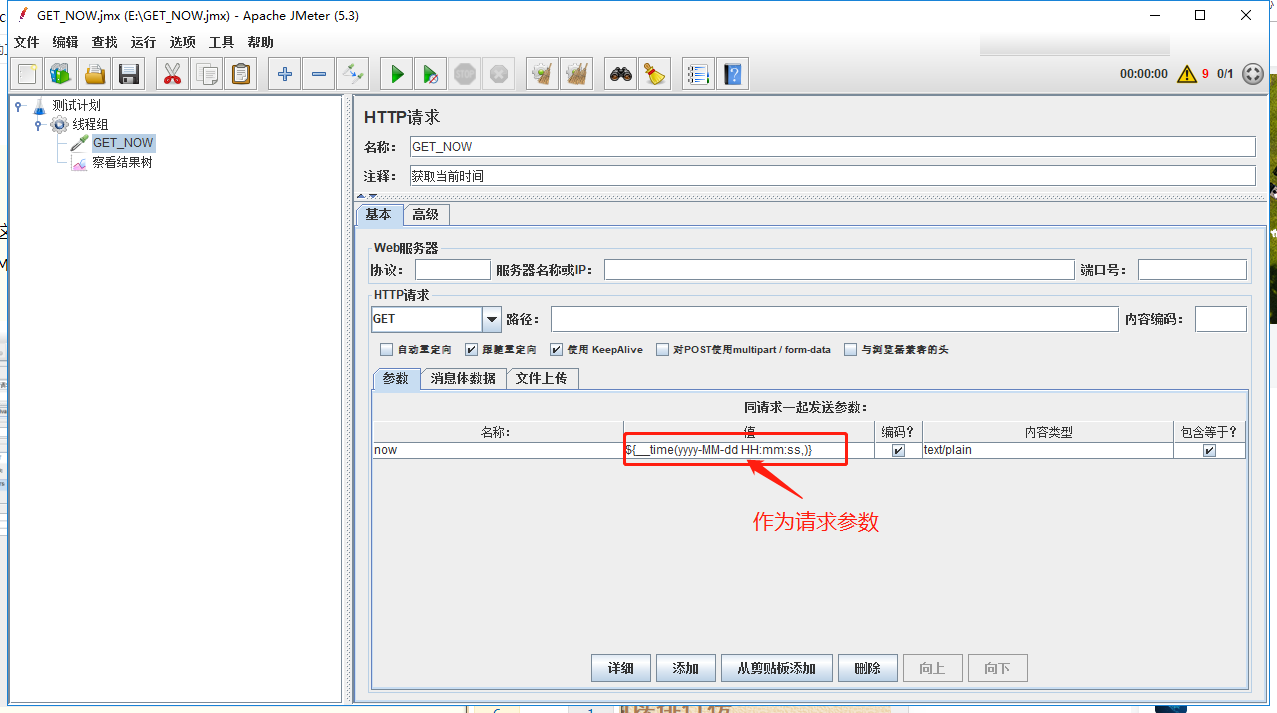 GET_NOW.jmx (E:\GET_NOW.jmx) - Apache JMeter (5.3)
文件 编辑 查找 运行 选项 工具 帮助
00:00:00 9 0/1
测试计划
线程组
GET_NOW
察看结果树
HTTP请求
名称: GET_NOW
注释: 获取当前时间
基本 高级
Web服务器
协议: 服务器名称或IP: 端口号:
HTTP请求
GET 路径: 内容编码:
自动重定向 跟随重定向 使用 KeepAlive 对POST使用multipart / form-data 与浏览器兼容的头
参数 消息体数据 文件上传
同请求一起发送参数:
名称: 值 编码? 内容类型 包含等于?
now ${__time(yyyy-MM-dd HH:mm:ss,)} text/plain
作为请求参数
详细 添加 从剪贴板添加 删除 向上 向下